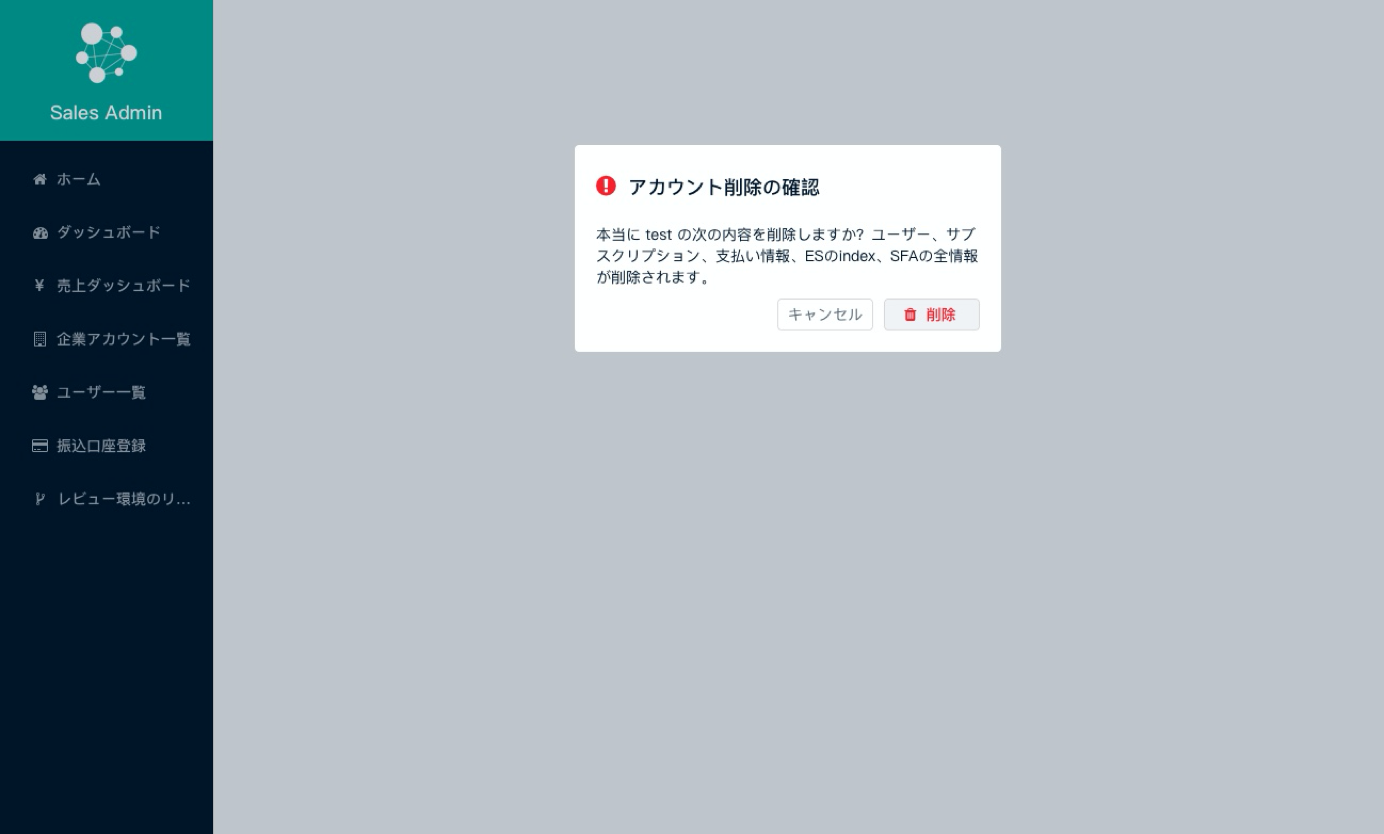 Sales Admin
ホーム
ダッシュボード
売上ダッシュボード
企業アカウント一覧
ユーザー一覧
振込口座登録
レビュー環境のリ...
アカウント削除の確認
本当に test の次の内容を削除しますか? ユーザー、サブ
スクリプション、支払い情報、ESのindex、SFAの全情報
が削除されます。
キャンセル
削除